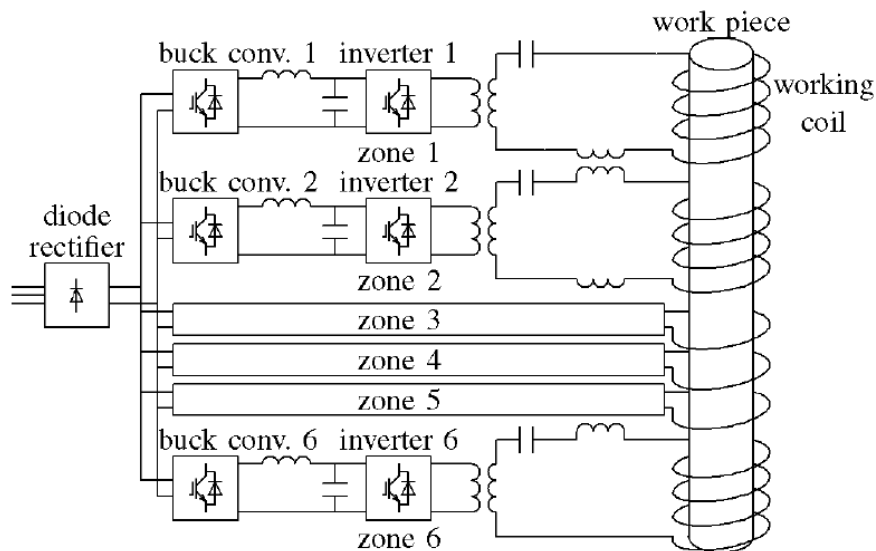 work piece
buck conv. 1 inverter 1
working
coil
zone 1
buck conv. 2 inverter 2
diode
rectifier
zone 2
zone 3
zone 4
zone 5
buck conv. 6 inverter 6
zone 6